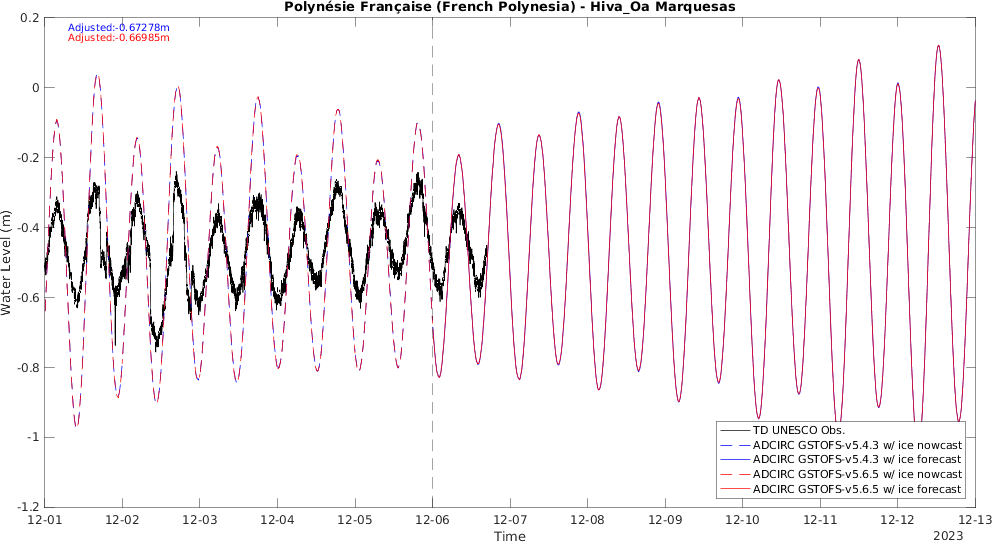 Polynésie Française (French Polynesia) - Hiva_Oa Marquesas
Adjusted:-0.67278m
Adjusted:-0.66985m
0.2
0
-0.2
-0.4
-0.6
-0.8
-1
-1.2
Water Level (m)
TD UNESCO Obs.
ADCIRC GSTOFS-v5.4.3 w/ ice nowcast
ADCIRC GSTOFS-v5.4.3 w/ ice forecast
ADCIRC GSTOFS-v5.6.5 w/ ice nowcast
ADCIRC GSTOFS-v5.6.5 w/ ice forecast
12-01 12-02 12-03 12-04 12-05 12-06 12-07 12-08 12-09 12-10 12-11 12-12 12-13
Time
2023